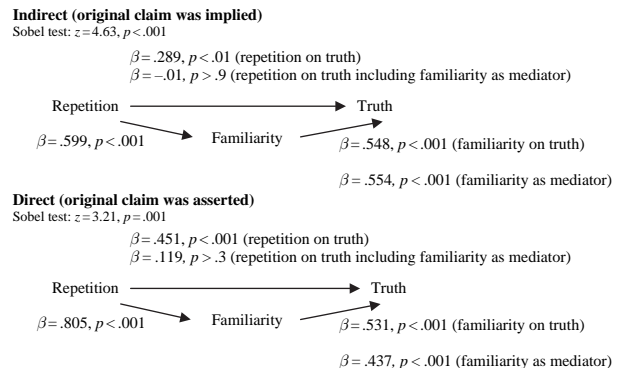 Indirect (original claim was implied)
Sobel test: z=4.63, p<.001
β=.289, p<.01 (repetition on truth)
β=–.01, p>.9 (repetition on truth including familiarity as mediator)
Repetition Truth
β=.599, p<.001 Familiarity β=.548, p<.001 (familiarity on truth)
β=.554, p<.001 (familiarity as mediator)
Direct (original claim was asserted)
Sobel test: z=3.21, p=.001
β=.451, p<.001 (repetition on truth)
β=.119, p>.3 (repetition on truth including familiarity as mediator)
Repetition Truth
β=.805, p<.001 Familiarity β=.531, p<.001 (familiarity on truth)
β=.437, p<.001 (familiarity as mediator)